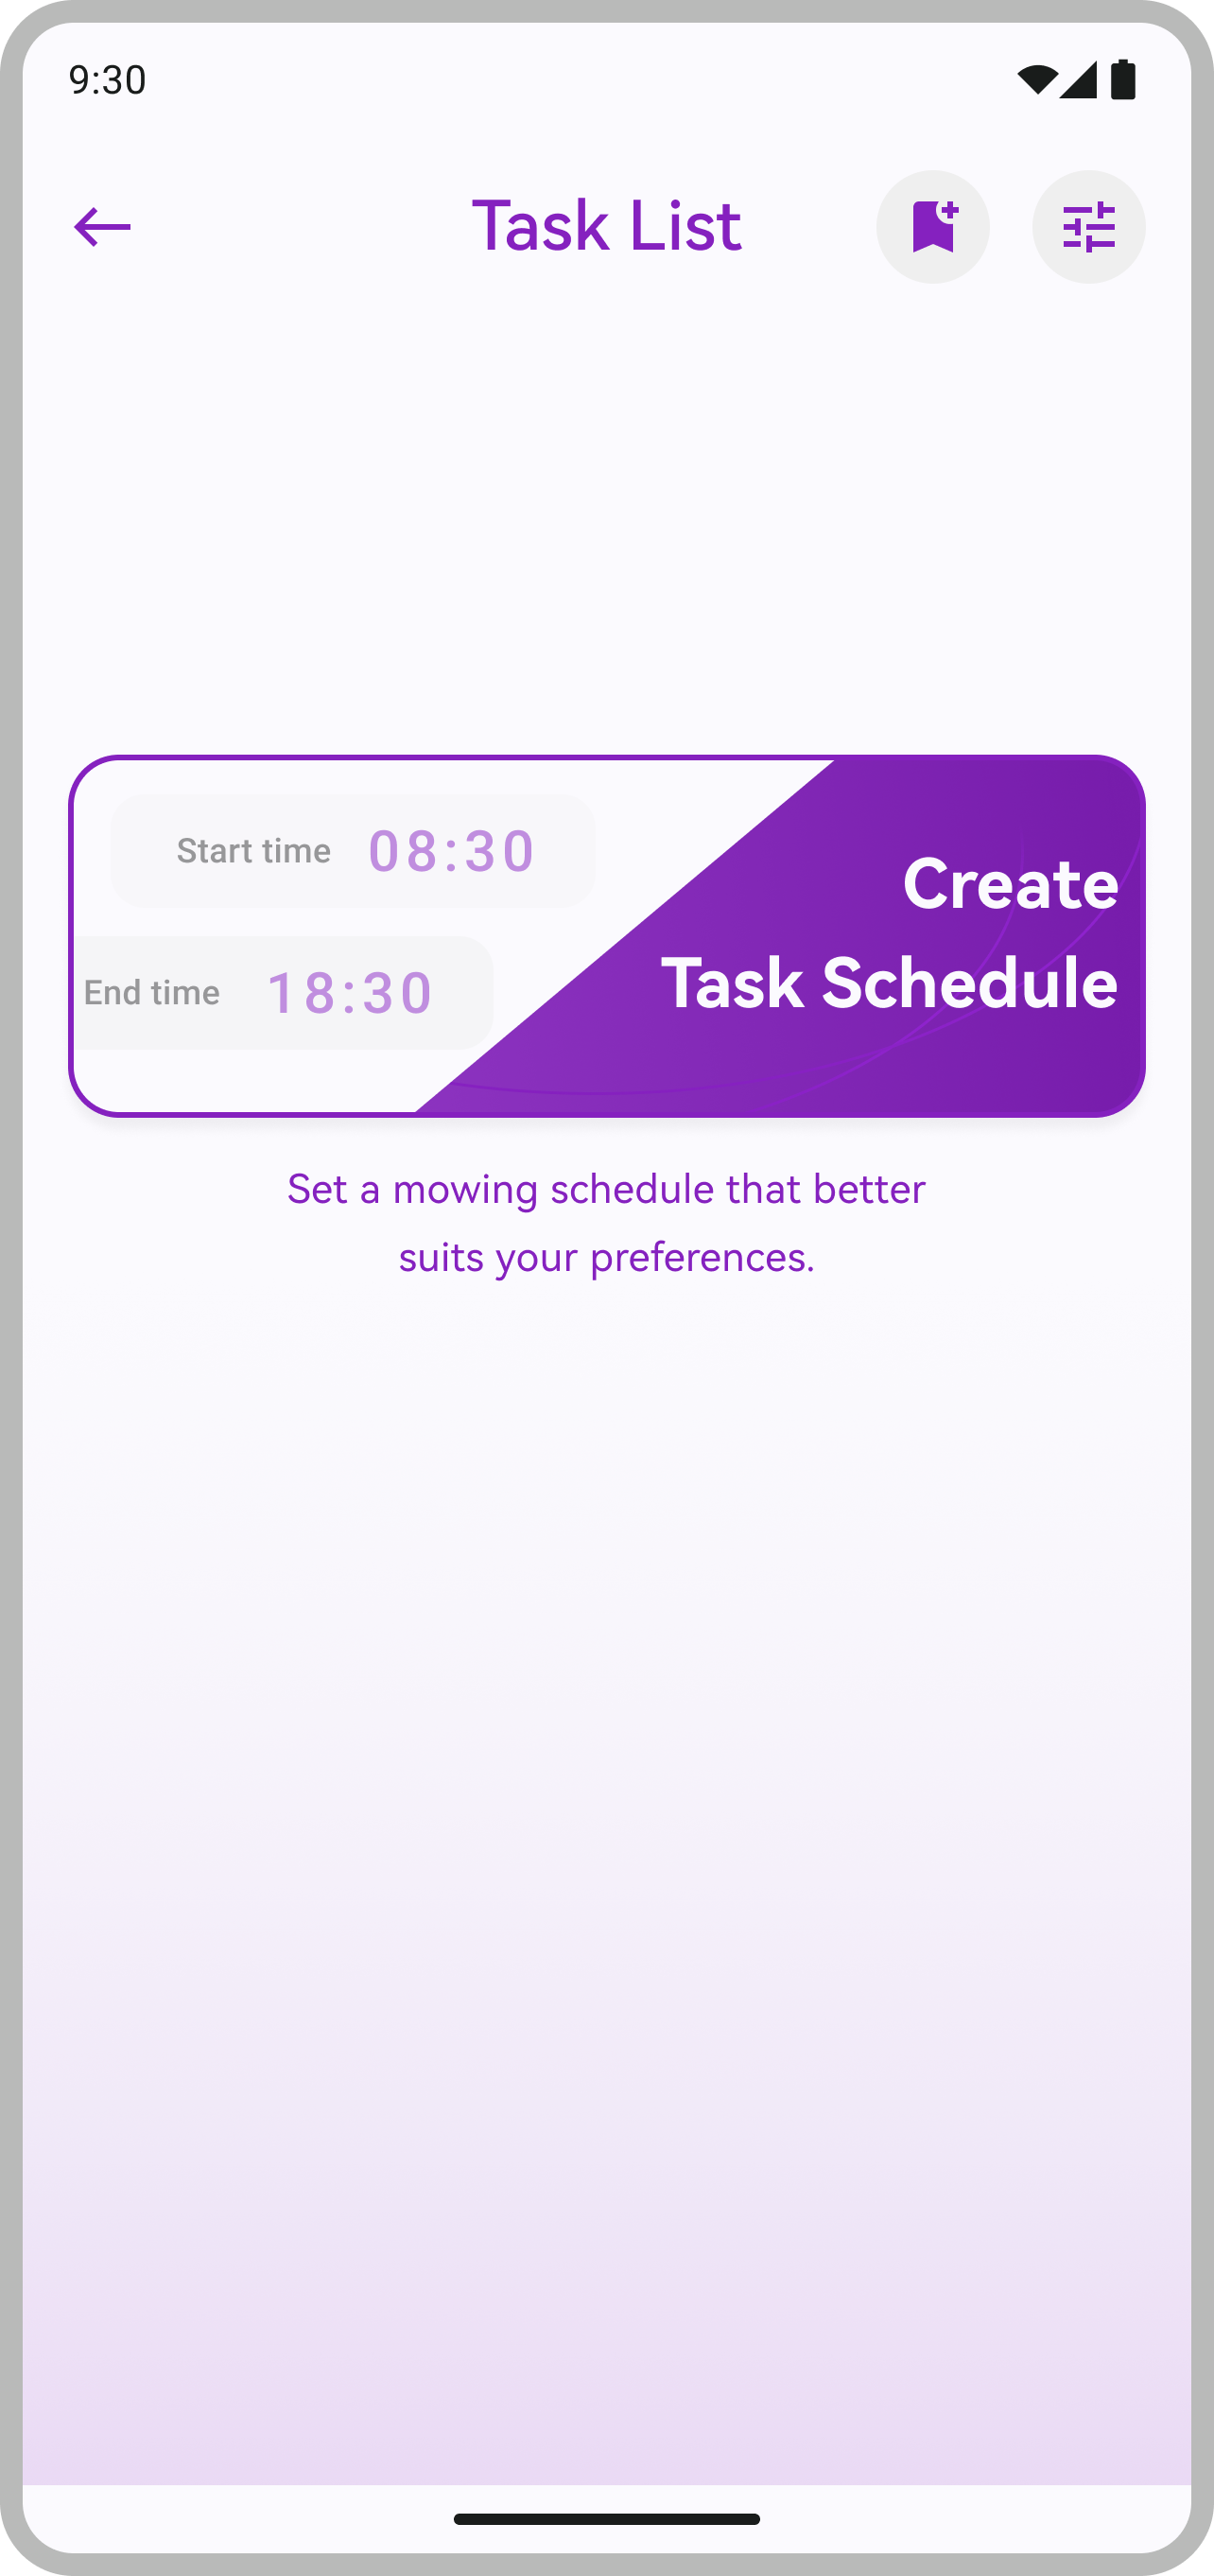 9:30
Task List
Start time 08:30
End time 18:30
Create
Task Schedule
Set a mowing schedule that better
suits your preferences.